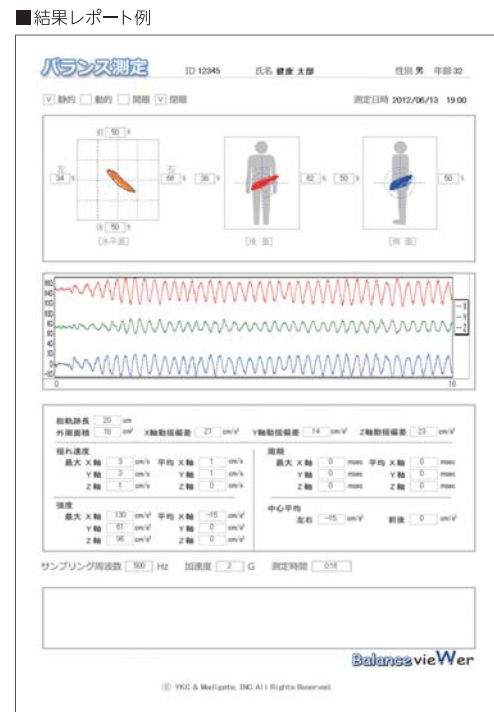 ■結果レポート例
バランス測定 ID 12345 氏名 健康 太郎 性別 男 年齢 32
V 静的 動的 開眼 V 閉眼 測定日時 2012/06/13 19:00
前 50 %
左 右
34 % 66 % 38 % 62 % 50 % 50 %
後 50 %
[水平面] [後 面] [側 面]
0 16
総軌跡長 20 cm
外周面積 78 cm² X軸動揺偏差 27 cm/s² Y軸動揺偏差 14 cm/s² Z軸動揺偏差 23 cm/s²
揺れ速度 周期
最大 X軸 3 cm/s 平均 X軸 1 cm/s 最大 X軸 0 msec 平均 X軸 0 msec
Y軸 3 cm/s Y軸 1 cm/s Y軸 0 msec Y軸 0 msec
Z軸 1 cm/s Z軸 0 cm/s Z軸 0 msec Z軸 0 msec
強度 中心平均
最大 X軸 130 cm/s² 平均 X軸 -15 cm/s² 左右 -15 cm/s² 前後 0 cm/s²
Y軸 61 cm/s² Y軸 0 cm/s²
Z軸 96 cm/s² Z軸 0 cm/s²
サンプリング周波数 500 Hz 加速度 2 G 測定時間 0:16
BalancevieWer
© YKC & Medigate, INC. All Rights Reserved.